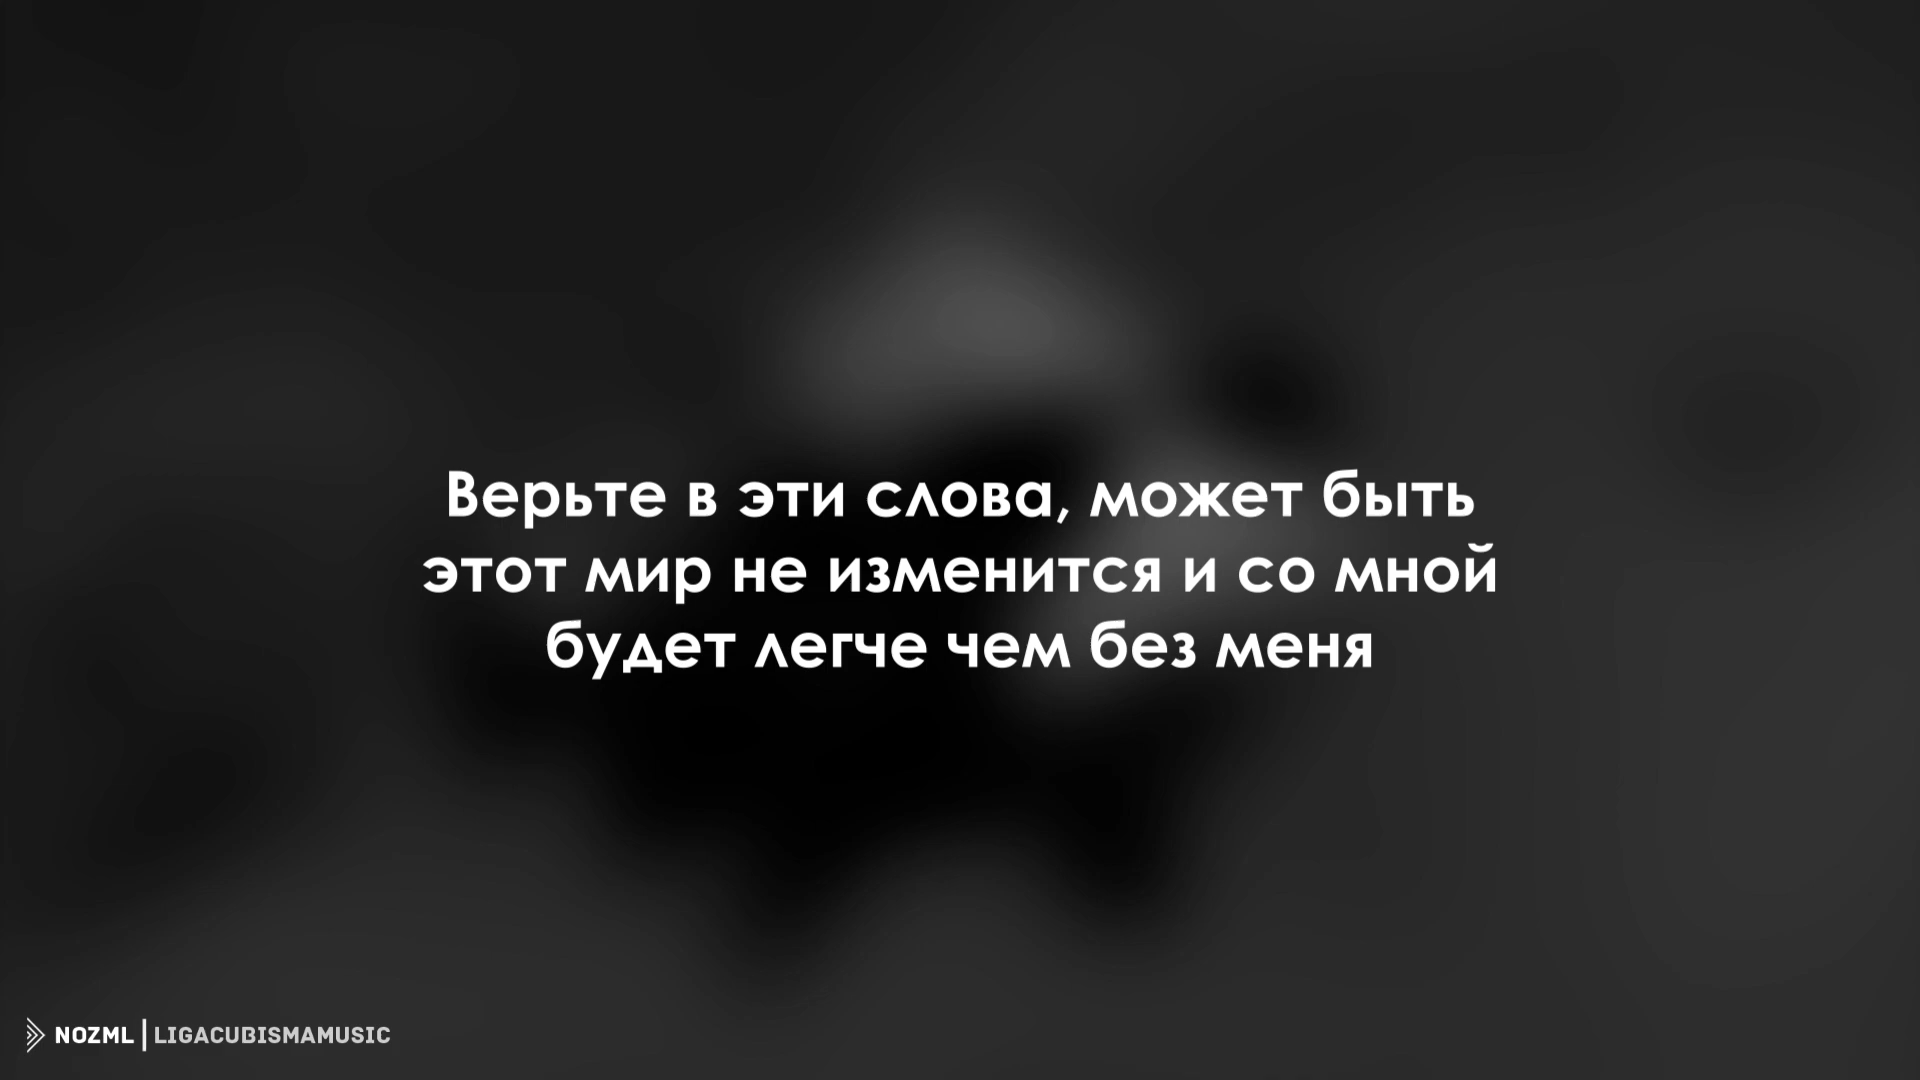 Верьте в эти слова, может быть
этот мир не изменится и со мной
будет легче чем без меня
NOZML | LIGACUBISMAMUSIC